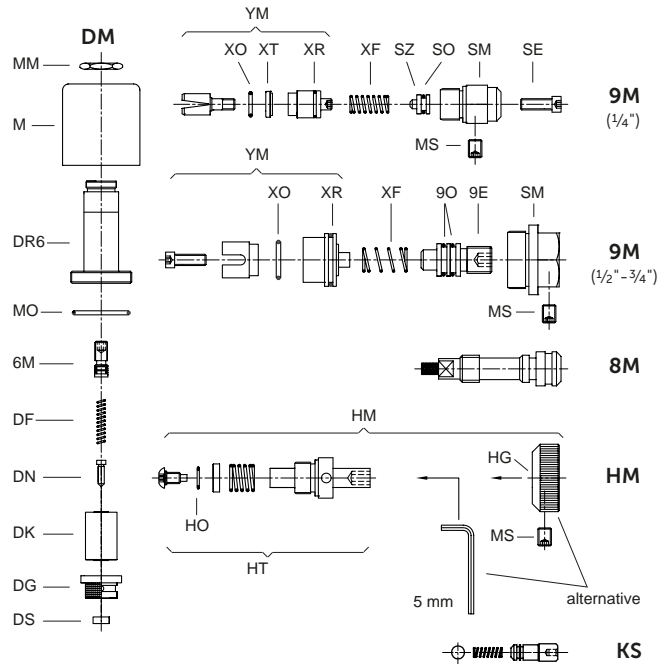 DM
MM
M
DR6
MO
6M
DF
DN
DK
DG
DS
YM
XO XT XR XF SZ SO SM SE
MS
9M
(1/4")
YM
XO XR XF 9O 9E SM
MS
9M
(1/2"-3/4")
8M
HM
HG
HM
HO
MS
HT
5 mm
alternative
KS